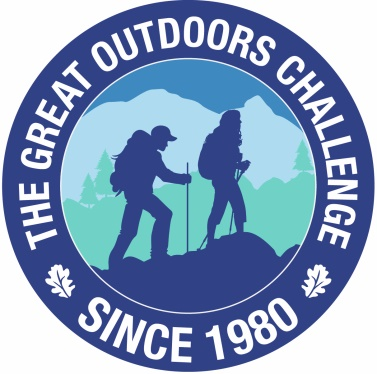 THE GREAT OUTDOORS CHALLENGE
SINCE 1980